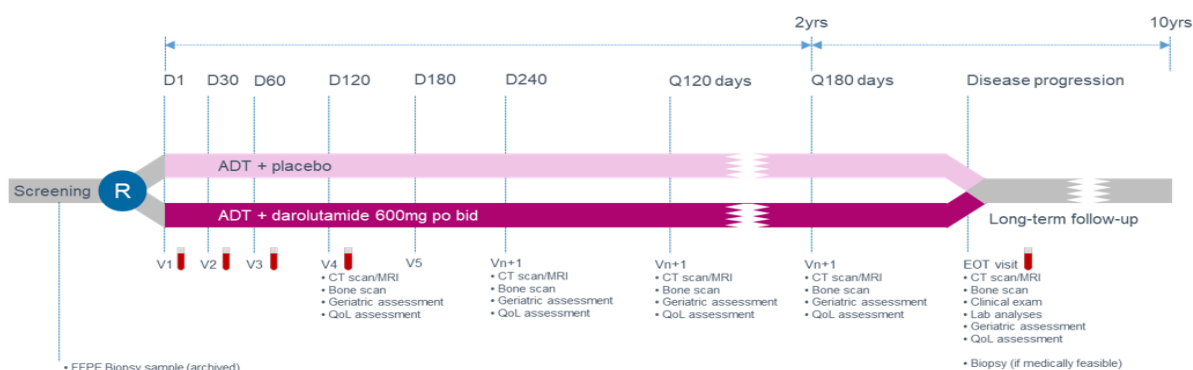 2yrs 10yrs
D1 D30 D60 D120 D180 D240 Q120 days Q180 days Disease progression
ADT + placebo
Screening R
ADT + darolutamide 600mg po bid
Long-term follow-up
V1 V2 V3 V4 V5 Vn+1 Vn+1 Vn+1 EOT visit
• CT scan/MRI
• Bone scan
• Geriatric assessment
• QoL assessment
• CT scan/MRI
• Bone scan
• Geriatric assessment
• QoL assessment
• CT scan/MRI
• Bone scan
• Geriatric assessment
• QoL assessment
• CT scan/MRI
• Bone scan
• Geriatric assessment
• QoL assessment
• CT scan/MRI
• Bone scan
• Clinical exam
• Lab analyses
• Geriatric assessment
• QoL assessment
• Biopsy (if medically feasible)
• FFPE Biopsy sample (archived)